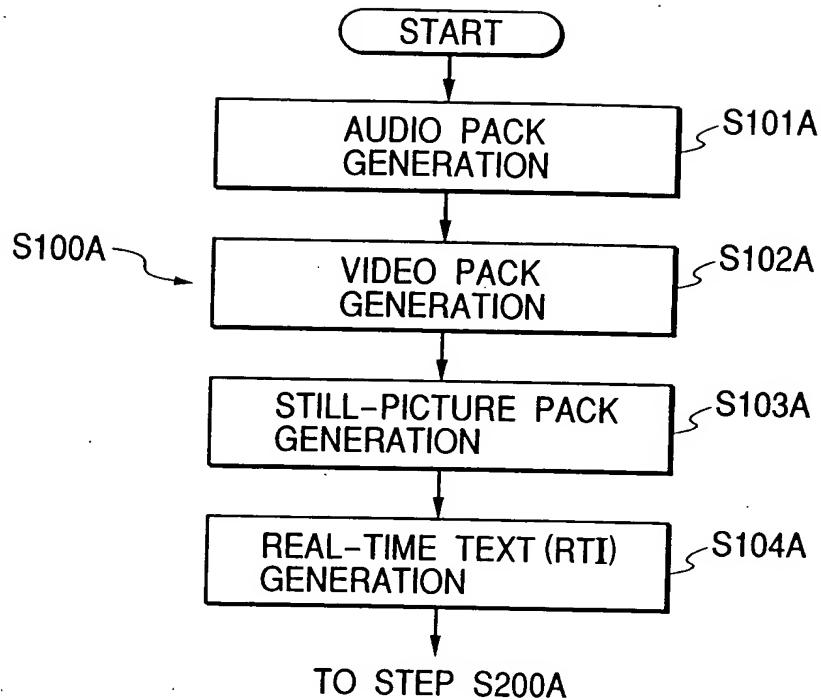 START
AUDIO PACK
GENERATION
S101A
S100A
VIDEO PACK
GENERATION
S102A
STILL-PICTURE PACK
GENERATION
S103A
REAL-TIME TEXT (RTI)
GENERATION
S104A
TO STEP S200A